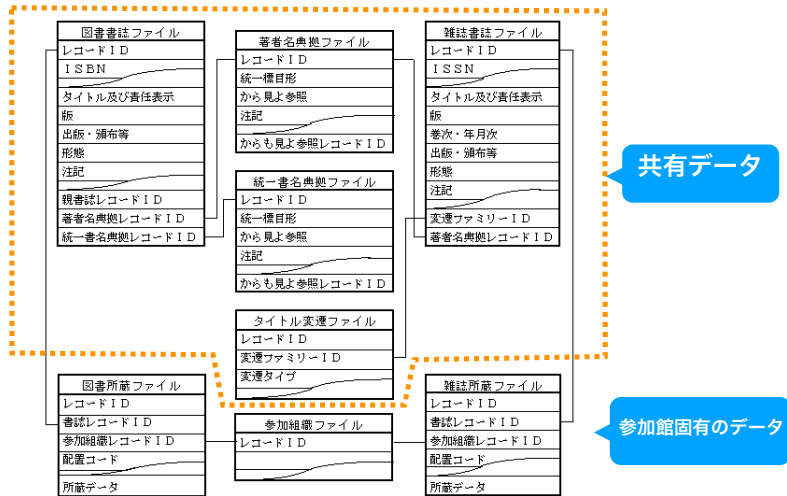 図書書誌ファイル
レコードID
ISBN
タイトル及び責任表示
版
出版・頒布等
形態
注記
親書誌レコードID
著者名典拠レコードID
統一書名典拠レコードID
著者名典拠ファイル
レコードID
統一標目形
から見よ参照
注記
からも見よ参照レコードID
統一書名典拠ファイル
レコードID
統一標目形
から見よ参照
注記
からも見よ参照レコードID
タイトル変遷ファイル
レコードID
変遷ファミリーID
変遷タイプ
雑誌書誌ファイル
レコードID
ISSN
タイトル及び責任表示
版
巻次・年月次
出版・頒布等
形態
注記
変遷ファミリーID
著者名典拠レコードID
共有データ
図書所蔵ファイル
レコードID
書誌レコードID
参加組織レコードID
配置コード
所蔵データ
参加組織ファイル
レコードID
雑誌所蔵ファイル
レコードID
書誌レコードID
参加組織レコードID
配置コード
所蔵データ
参加館固有のデータ